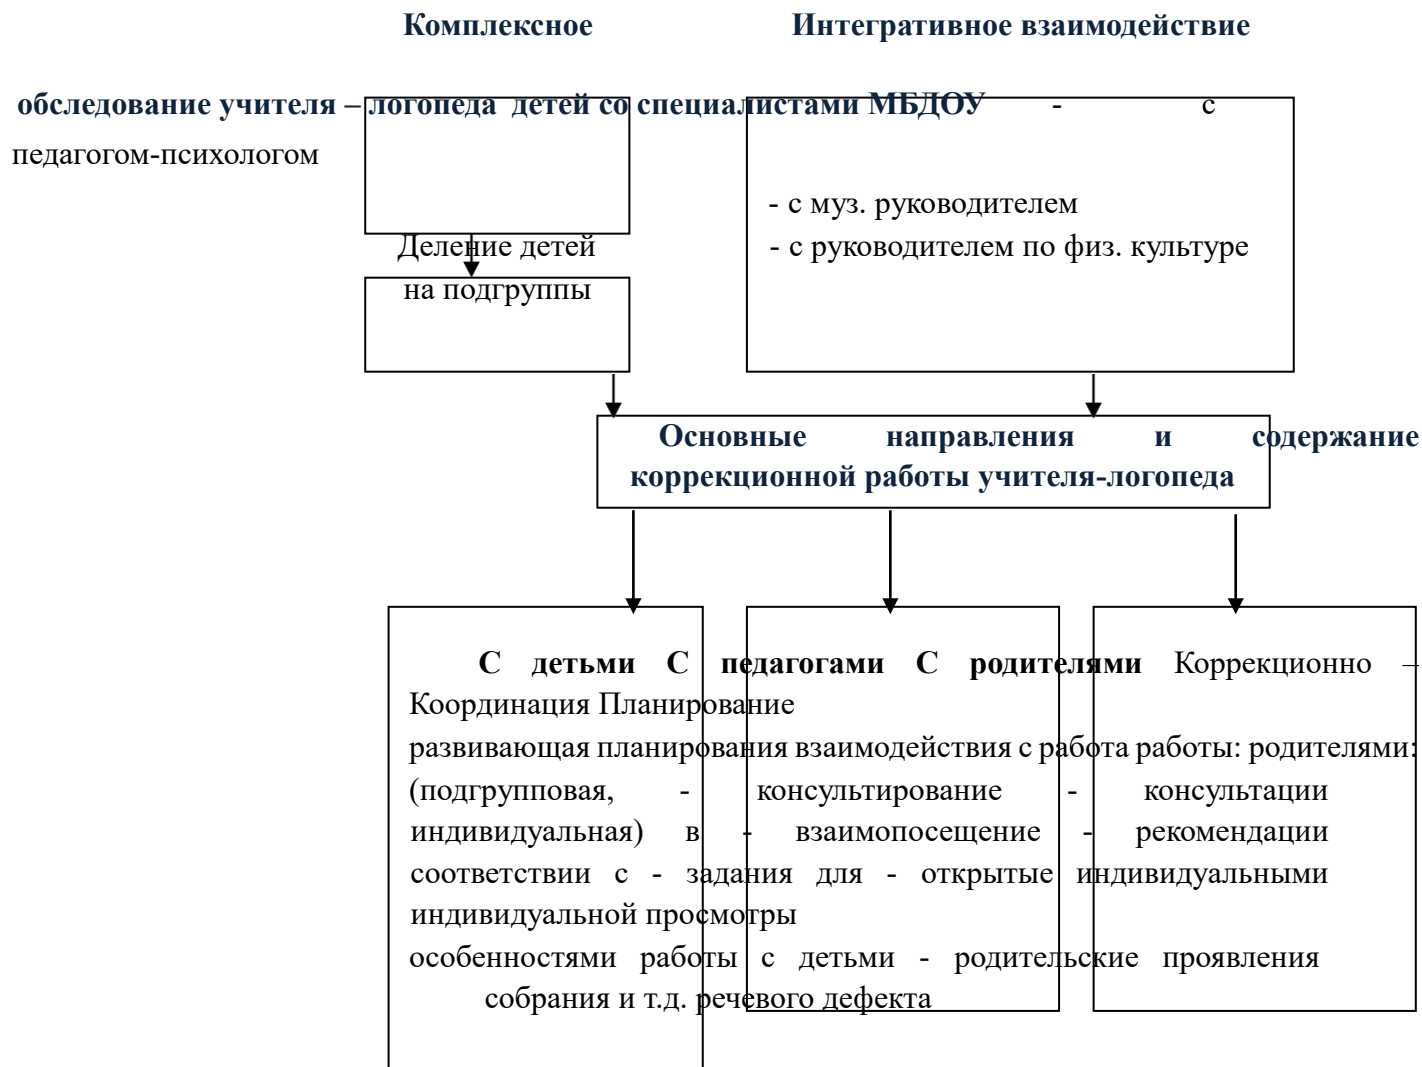 Комплексное Интегративное взаимодействие
обследование учителя – логопеда детей со специалистами МБДОУ - с
педагогом-психологом
- с муз. руководителем
Деление детей - с руководителем по физ. культуре
на подгруппы
Основные направления и содержание
коррекционной работы учителя-логопеда
С детьми С педагогами С родителями Коррекционно –
Координация Планирование
развивающая планирования взаимодействия с работа работы: родителями:
(подгрупповая, - консультирование - консультации
индивидуальная) в - взаимопосещение - рекомендации
соответствии с - задания для - открытые индивидуальными
индивидуальной просмотры
особенностями работы с детьми - родительские проявления
собрания и т.д. речевого дефекта